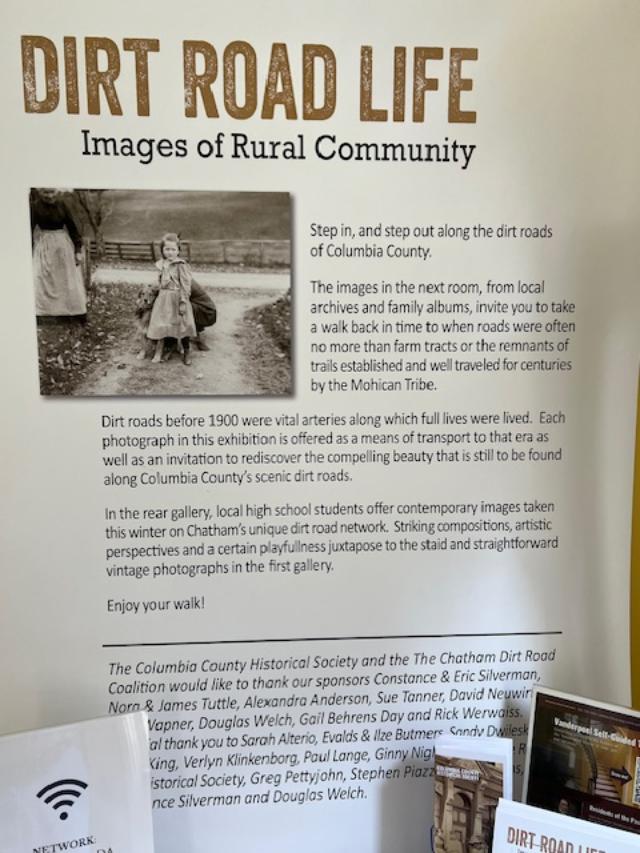 DIRT ROAD LIFE
Images of Rural Community
Step in, and step out along the dirt roads
of Columbia County.
The images in the next room, from local
archives and family albums, invite you to take
a walk back in time to when roads were often
no more than farm tracts or the remnants of
trails established and well traveled for centuries
by the Mohican Tribe.
Dirt roads before 1900 were vital arteries along which full lives were lived. Each
photograph in this exhibition is offered as a means of transport to that era as
well as an invitation to rediscover the compelling beauty that is still to be found
along Columbia County's scenic dirt roads.
In the rear gallery, local high school students offer contemporary images taken
this winter on Chatham's unique dirt road network. Striking compositions, artistic
perspectives and a certain playfullness juxtapose to the staid and straightforward
vintage photographs in the first gallery.
Enjoy your walk!
The Columbia County Historical Society and the The Chatham Dirt Road
Coalition would like to thank our sponsors Constance & Eric Silverman,
Nora & James Tuttle, Alexandra Anderson, Sue Tanner, David
Vapner, Douglas Welch, Gail Behrens Day and Rick Werwaiss.
thank you to Sarah Alterio, Evalds & Ilze Butmers, Sandy
King, Verlyn Klinkenborg, Paul Lange, Ginny
Historical Society, Greg Pettyjohn, Stephen
Silverman and Douglas Welch.
NETWORK:
COLUMBIA COUNTY
HISTORICAL SOCIETY
Vanderpoel Self-Guided
Residents of the
DIRT ROAD LIFE